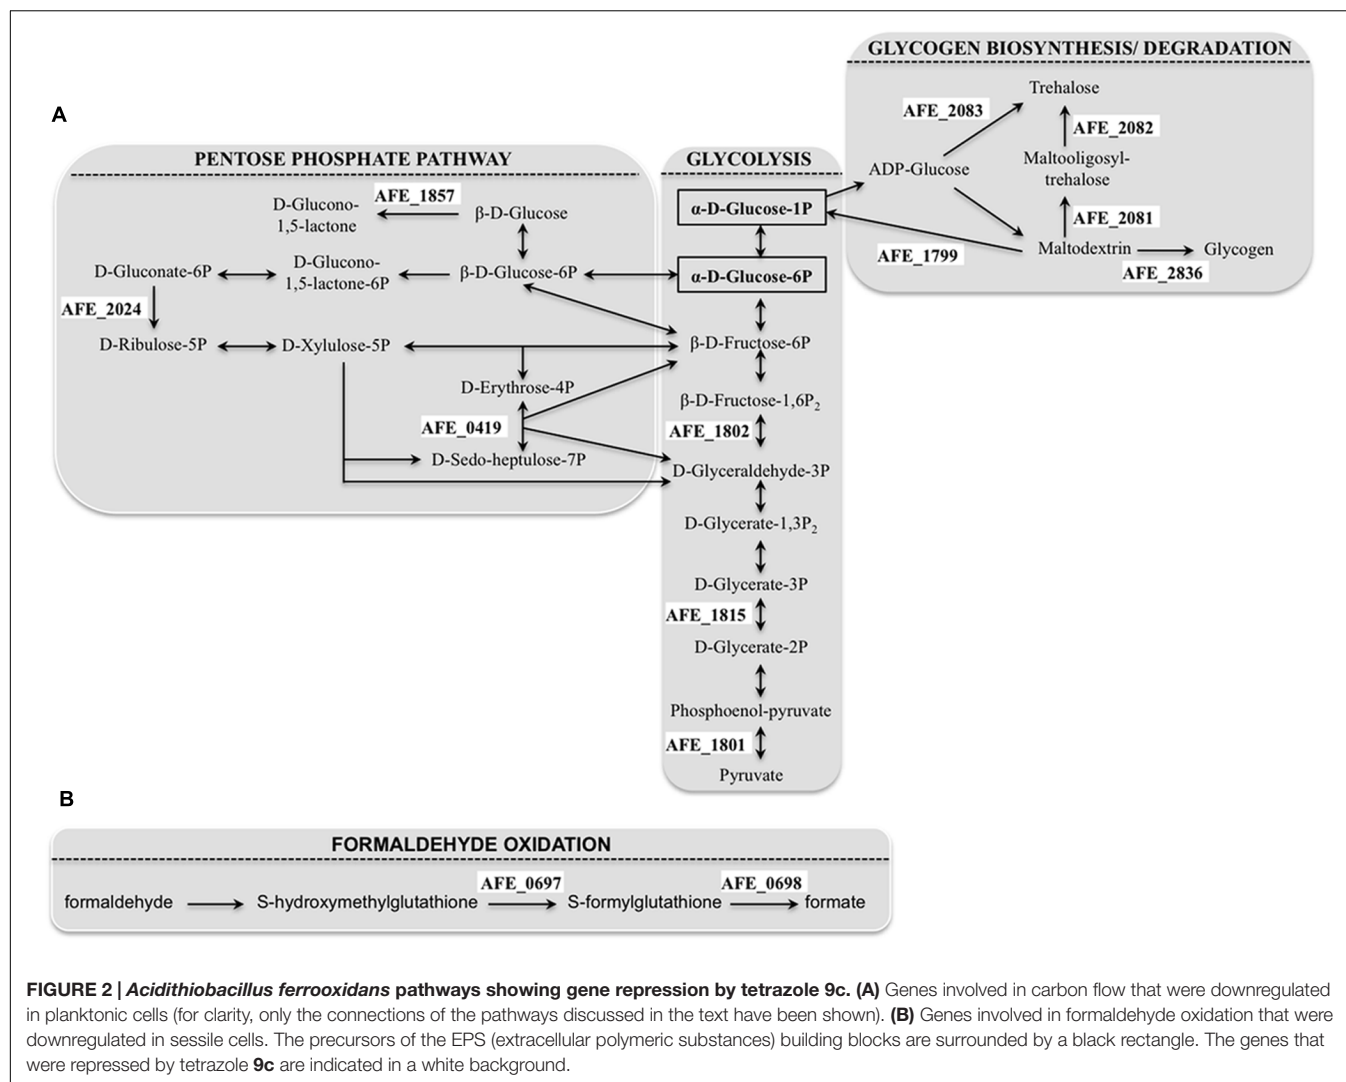 A
PENTOSE PHOSPHATE PATHWAY
AFE_1857
D-Glucono-
1,5-lactone
β-D-Glucose
D-Gluconate-6P
D-Glucono-
1,5-lactone-6P
β-D-Glucose-6P
AFE_2024
D-Ribulose-5P
D-Xylulose-5P
D-Erythrose-4P
AFE_0419
D-Sedo-heptulose-7P
GLYCOLYSIS
α-D-Glucose-1P
α-D-Glucose-6P
β-D-Fructose-6P
β-D-Fructose-1,6P₂
AFE_1802
D-Glyceraldehyde-3P
D-Glycerate-1,3P₂
D-Glycerate-3P
AFE_1815
D-Glycerate-2P
Phosphoenol-pyruvate
AFE_1801
Pyruvate
GLYCOGEN BIOSYNTHESIS/ DEGRADATION
Trehalose
AFE_2083
AFE_2082
ADP-Glucose
Maltooligosyl-
trehalose
AFE_2081
AFE_1799
Maltodextrin
Glycogen
AFE_2836
B
FORMALDEHYDE OXIDATION
AFE_0697
AFE_0698
formaldehyde
S-hydroxymethylglutathione
S-formylglutathione
formate
FIGURE 2 | Acidithiobacillus ferrooxidans pathways showing gene repression by tetrazole 9c. (A) Genes involved in carbon flow that were downregulated
in planktonic cells (for clarity, only the connections of the pathways discussed in the text have been shown). (B) Genes involved in formaldehyde oxidation that were
downregulated in sessile cells. The precursors of the EPS (extracellular polymeric substances) building blocks are surrounded by a black rectangle. The genes that
were repressed by tetrazole 9c are indicated in a white background.